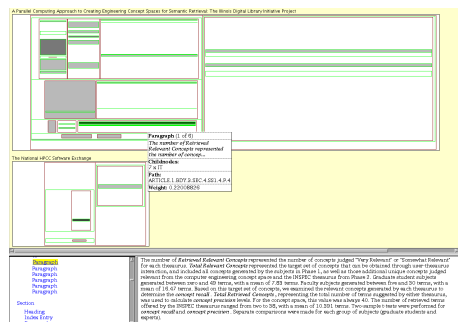 A Parallel Computing Approach to Creating Engineering Concept Spaces for Semantic Retrieval: The Illinois Digital Library Initiative Project
Paragraph (1 of 6)
The number of Retrieved
Relevant Concepts represented
the number of concep...
Childnodes:
7 x IT
Path:
ARTICLE.1.BDY.9.SEC.4.SS1.4.P.4
Weight: 0.22008826
The National HPCC Software Exchange
Paragraph
Paragraph
Paragraph
Paragraph
Paragraph
Paragraph
Section
Heading
Index Entry
The number of Retrieved Relevant Concepts represented the number of concepts judged "Very Relevant" or "Somewhat Relevant"
for each thesaurus. Total Relevant Concepts represented the target set of concepts that can be obtained through user-thesaurus
interaction, and included all concepts generated by the subjects in Phase 1, as well as those additional unique concepts judged
relevant from the computer engineering concept space and the INSPEC thesaurus from Phase 2. Graduate student subjects
generated between zero and 48 terms, with a mean of 7.83 terms. Faculty subjects generated between five and 30 terms, with a
mean of 16.47 terms. Based on the target set of concepts, we examined the relevant concepts generated by each thesaurus to
determine the concept recall. Total Retrieved Concepts, representing the total number of terms suggested by either thesaurus,
was used to calculate concept precision levels. For the concept space, this value was always 40. The number of retrieved terms
offered by the INSPEC thesaurus ranged from two to 38, with a mean of 10.391 terms. Two sample t tests were performed for
concept recall and concept precision. Separate comparisons were made for each group of subjects (graduate students and
experts).